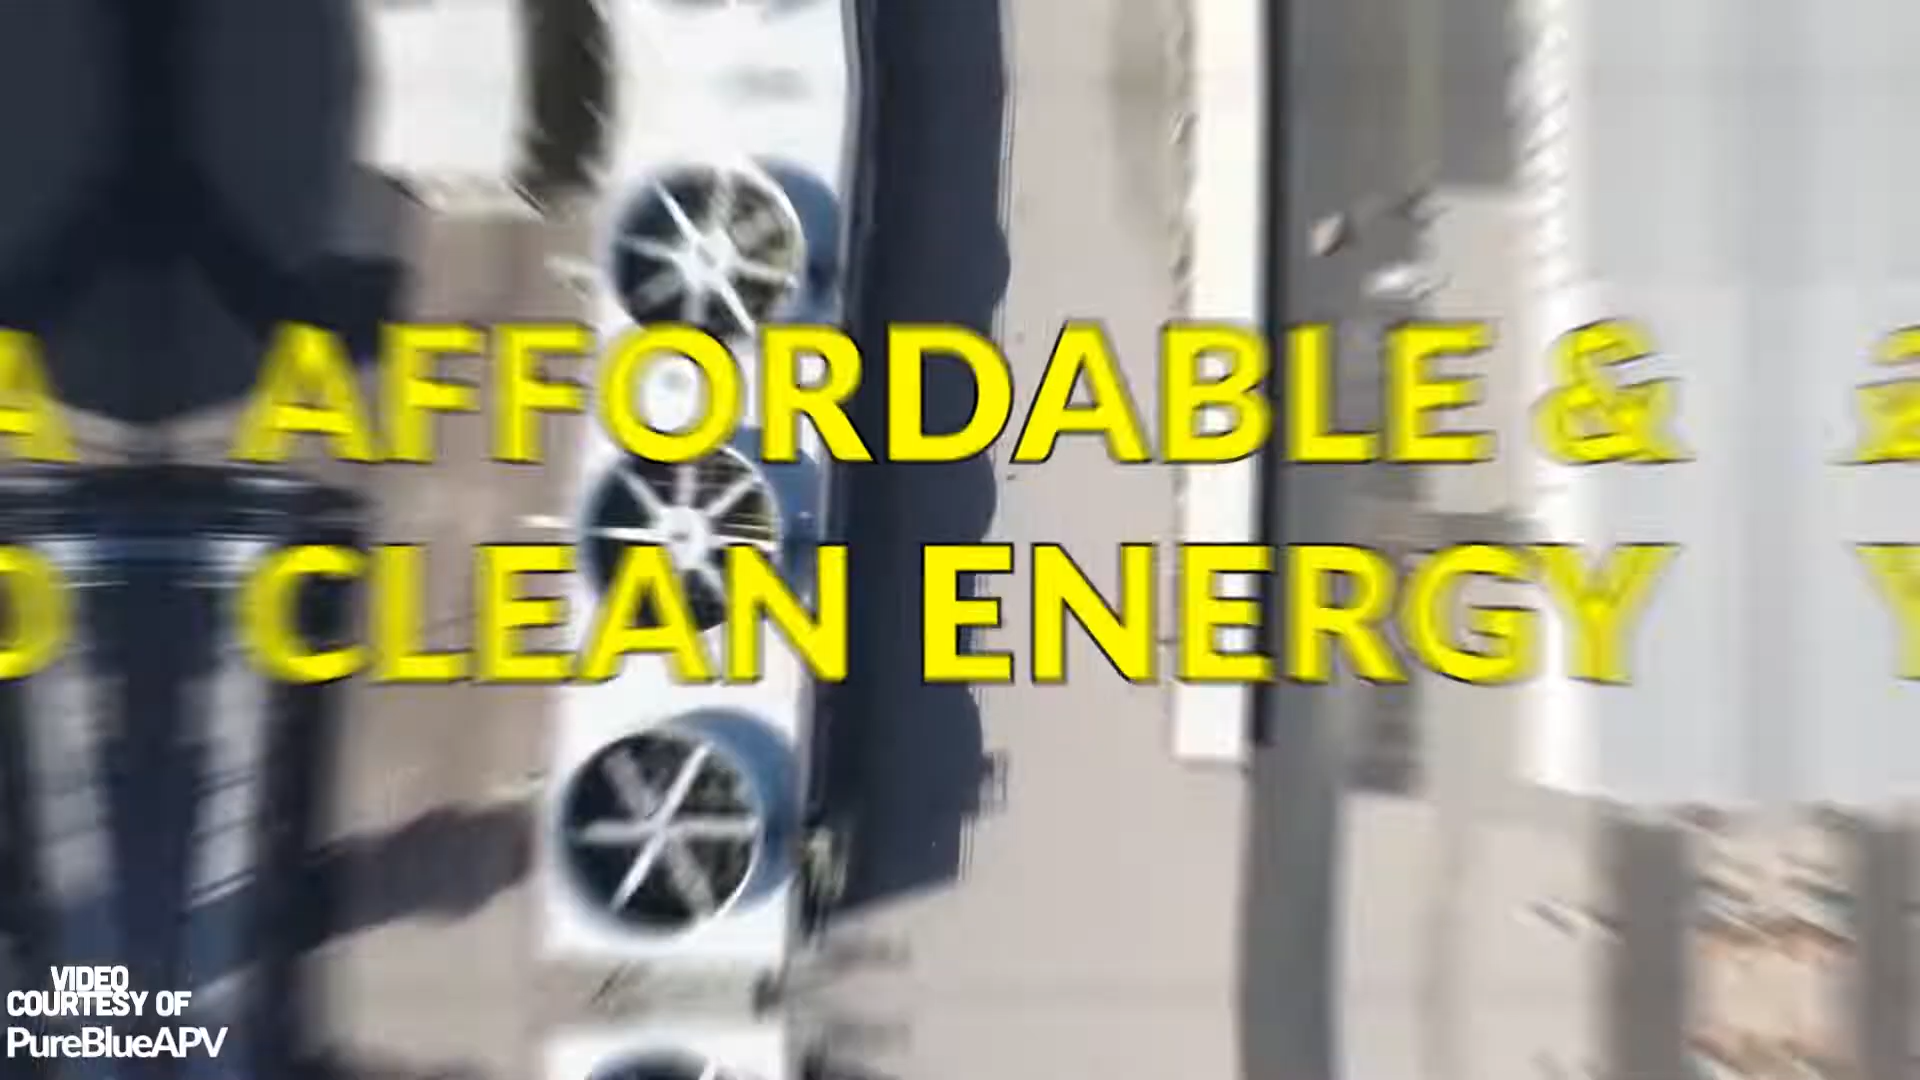 AFFORDABLE &
CLEAN ENERGY
VIDEO
COURTESY OF
PureBlueAPV